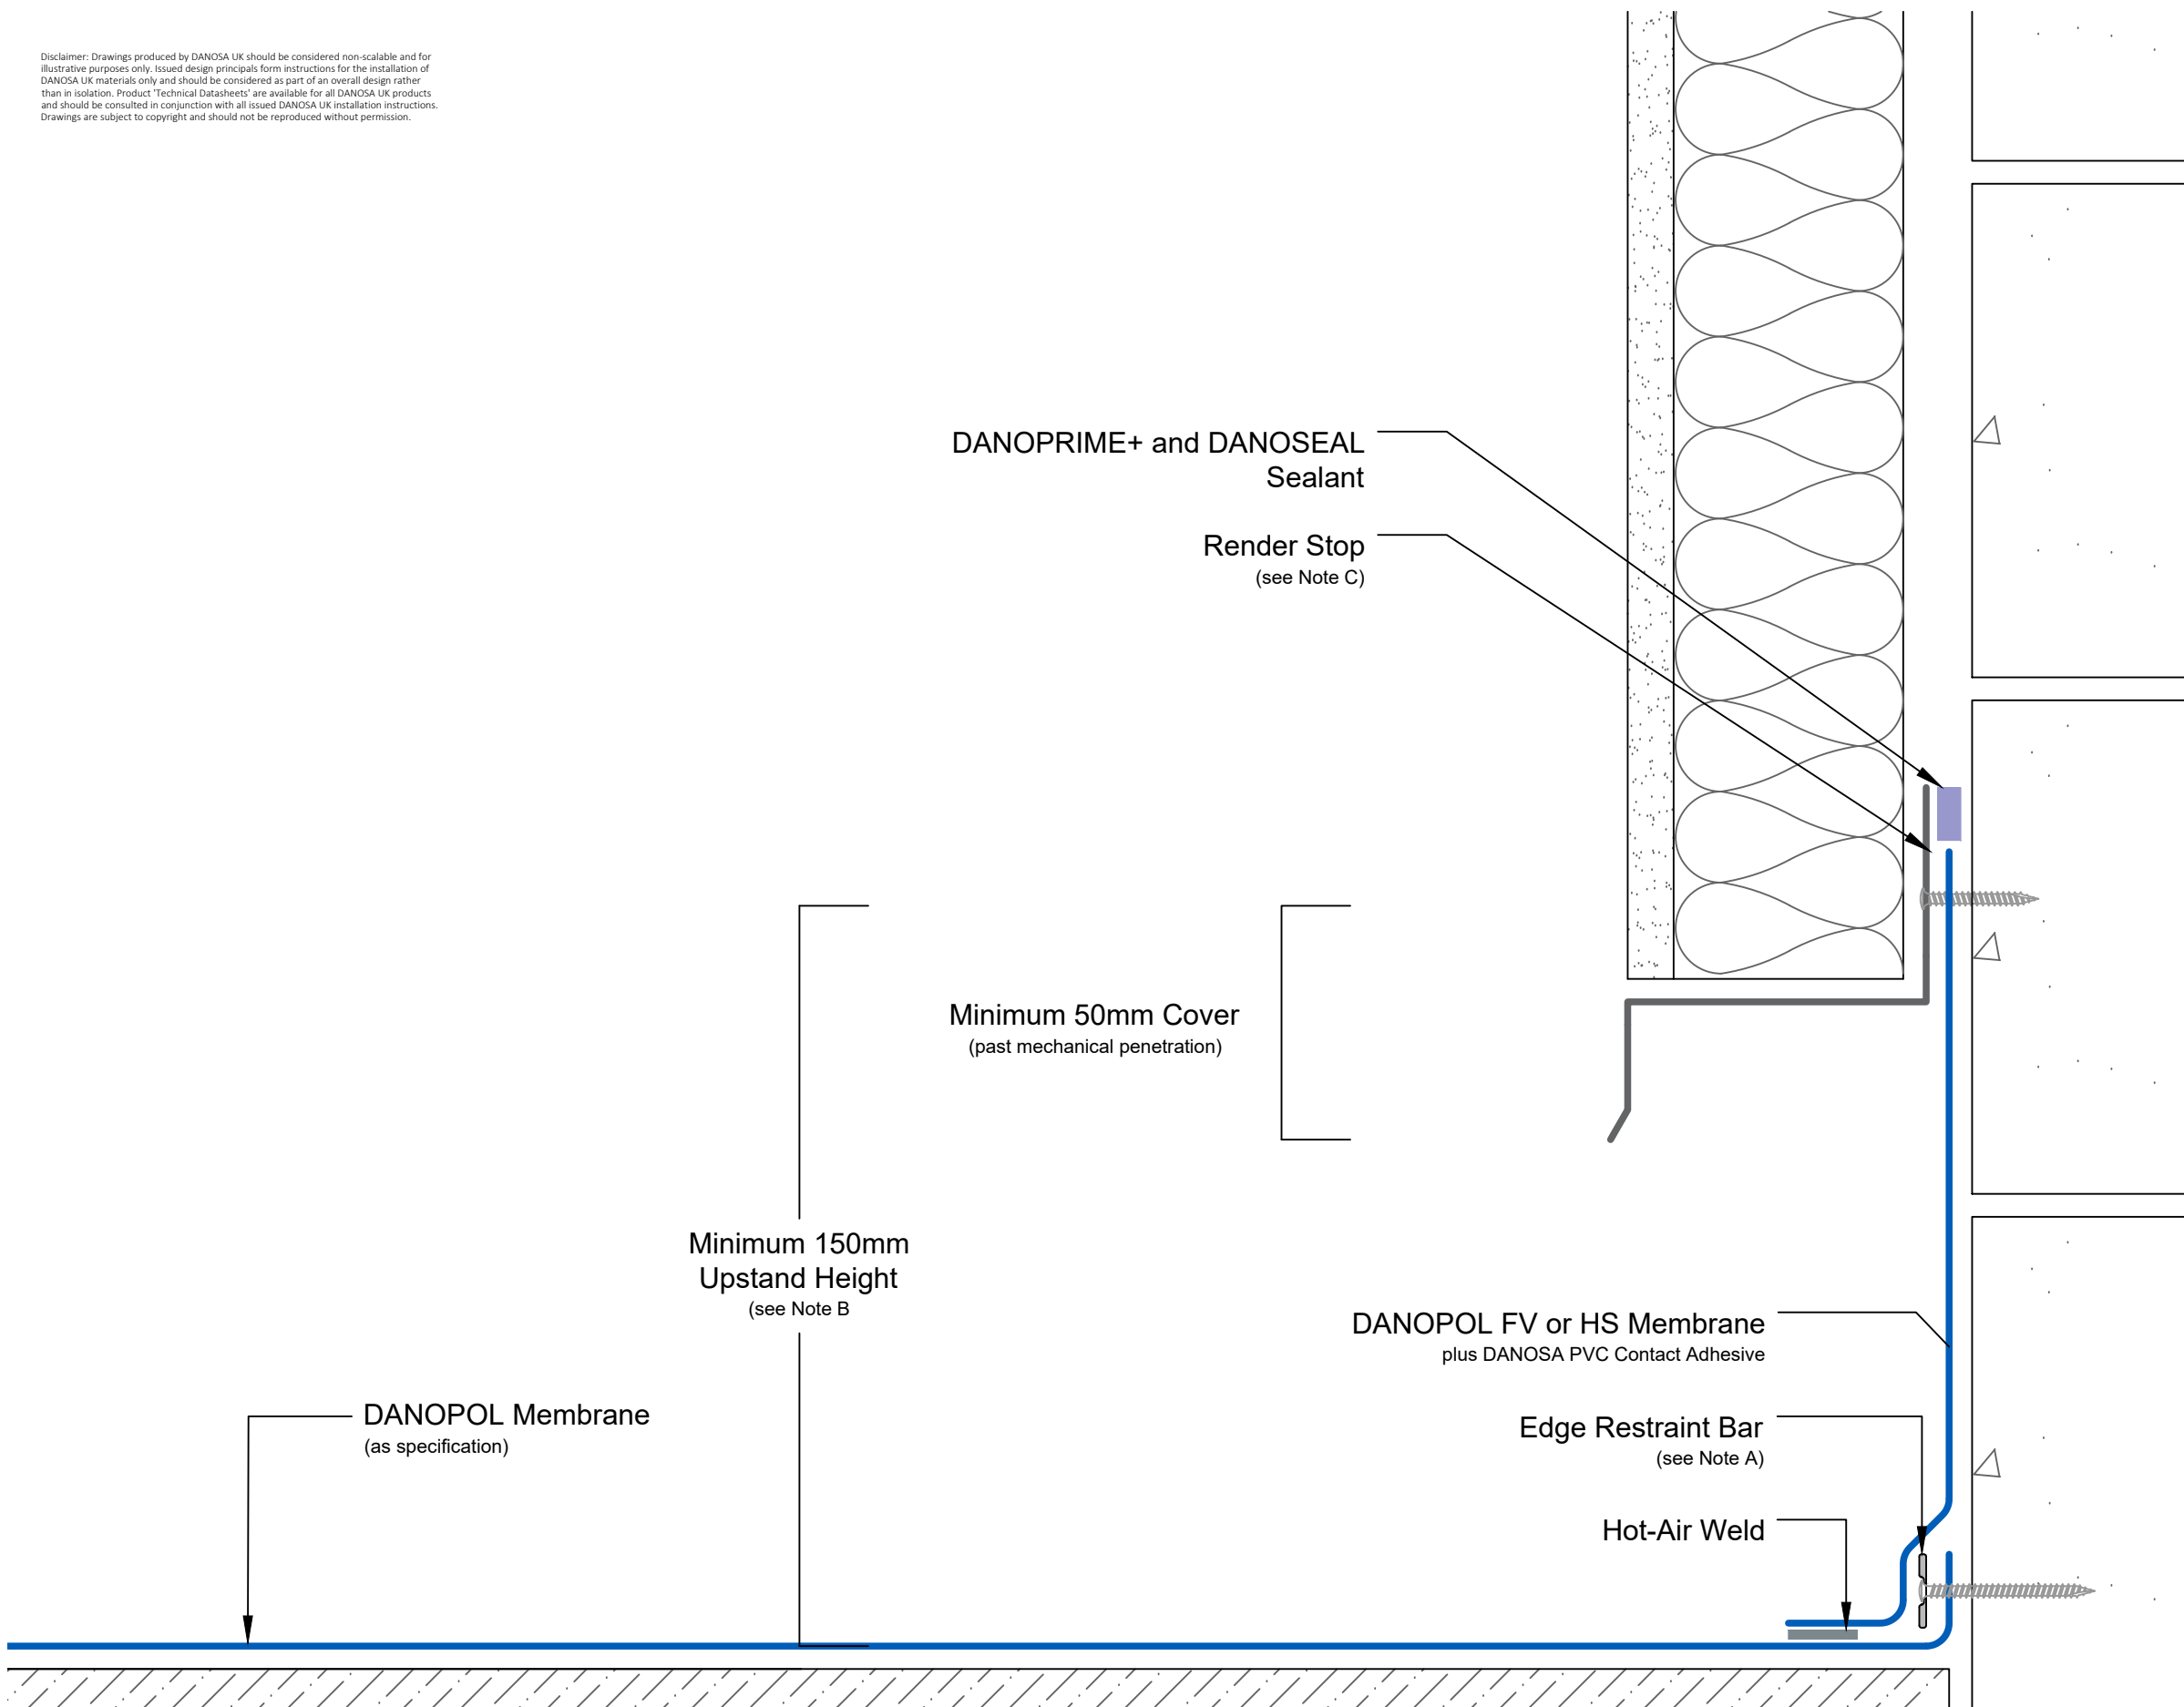 Disclaimer: Drawings produced by DANOSA UK should be considered non-scalable and for
illustrative purposes only. Issued design principals form instructions for the installation of
DANOSA UK materials only and should be considered as part of an overall design rather
than in isolation. Product 'Technical Datasheets' are available for all DANOSA UK products
and should be consulted in conjunction with all issued DANOSA UK installation instructions.
Drawings are subject to copyright and should not be reproduced without permission.
DANOPRIME+ and DANOSEAL
Sealant
Render Stop
(see Note C)
Minimum 50mm Cover
(past mechanical penetration)
Minimum 150mm
Upstand Height
(see Note B
DANOPOL FV or HS Membrane
plus DANOSA PVC Contact Adhesive
DANOPOL Membrane
(as specification)
Edge Restraint Bar
(see Note A)
Hot-Air Weld